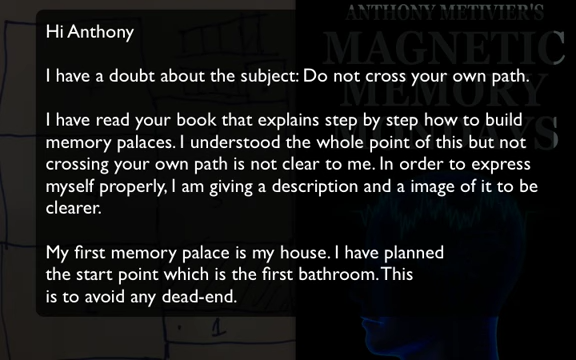 ANTHONY METIVIER'S
MAGNETIC
MEMORY
Hi Anthony
I have a doubt about the subject: Do not cross your own path.
I have read your book that explains step by step how to build
memory palaces. I understood the whole point of this but not
crossing your own path is not clear to me. In order to express
myself properly, I am giving a description and a image of it to be
clearer.
My first memory palace is my house. I have planned
the start point which is the first bathroom. This
is to avoid any dead-end.
1